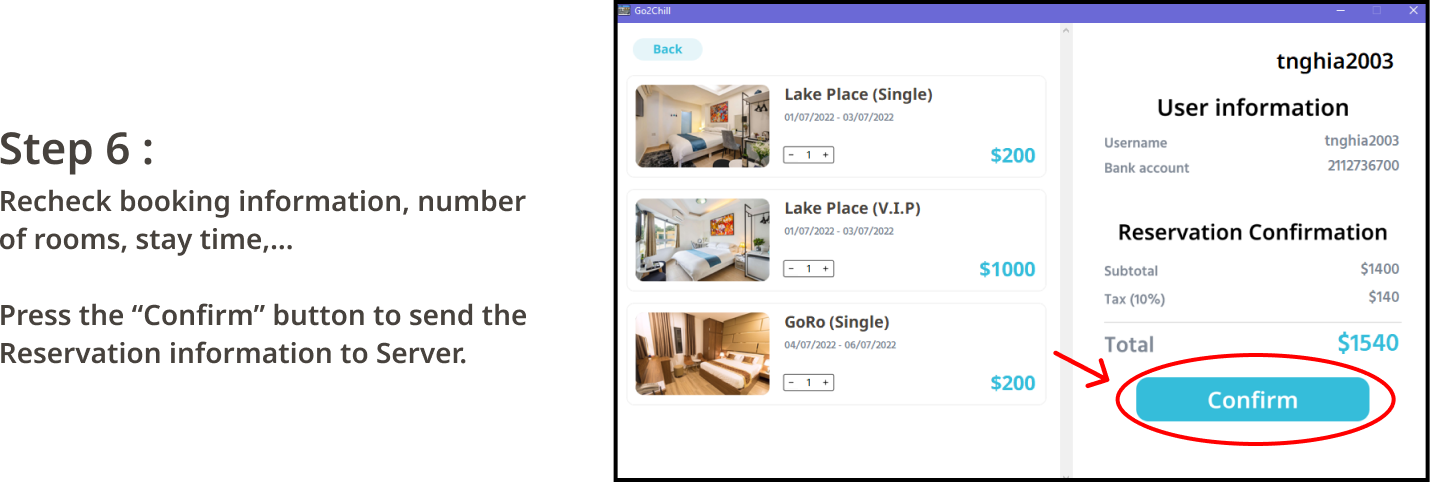 Step 6 :
Recheck booking information, number
of rooms, stay time,...
Press the “Confirm” button to send the
Reservation information to Server.
Go2Chill
Back
Lake Place (Single)
01/07/2022 - 03/07/2022
− 1 +
$200
Lake Place (V.I.P)
01/07/2022 - 03/07/2022
− 1 +
$1000
GoRo (Single)
04/07/2022 - 06/07/2022
− 1 +
$200
tnghia2003
User information
Username tnghia2003
Bank account 2112736700
Reservation Confirmation
Subtotal $1400
Tax (10%) $140
Total $1540
Confirm